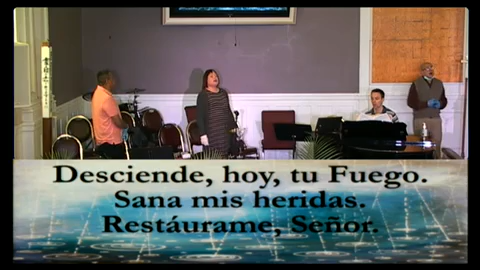 Desciende, hoy, tu Fuego.
Sana mis heridas.
Restáurame, Señor.